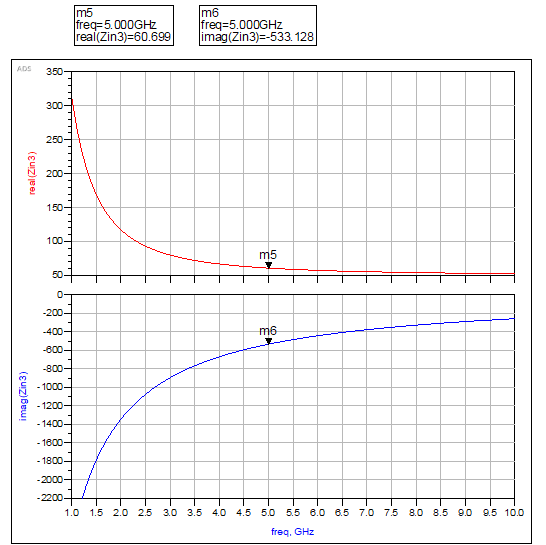 m5
freq=5.000GHz
real(Zin3)=60.699
m6
freq=5.000GHz
imag(Zin3)=-533.128
ADS
350
300
250
200
150
100
50
real(Zin3)
m5
0
-200
-400
-600
-800
-1000
-1200
-1400
-1600
-1800
-2000
-2200
imag(Zin3)
m6
1.0 1.5 2.0 2.5 3.0 3.5 4.0 4.5 5.0 5.5 6.0 6.5 7.0 7.5 8.0 8.5 9.0 9.5 10.0
freq, GHz